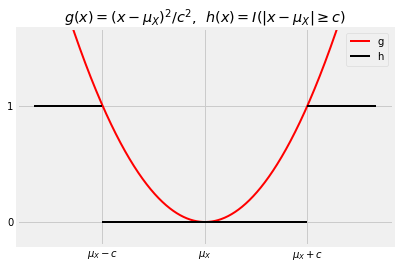 g(x) = (x − μ_X)²/c², h(x) = I(|x − μ_X| ≥ c)
g
h
1
0
μ_X − c
μ_X
μ_X + c